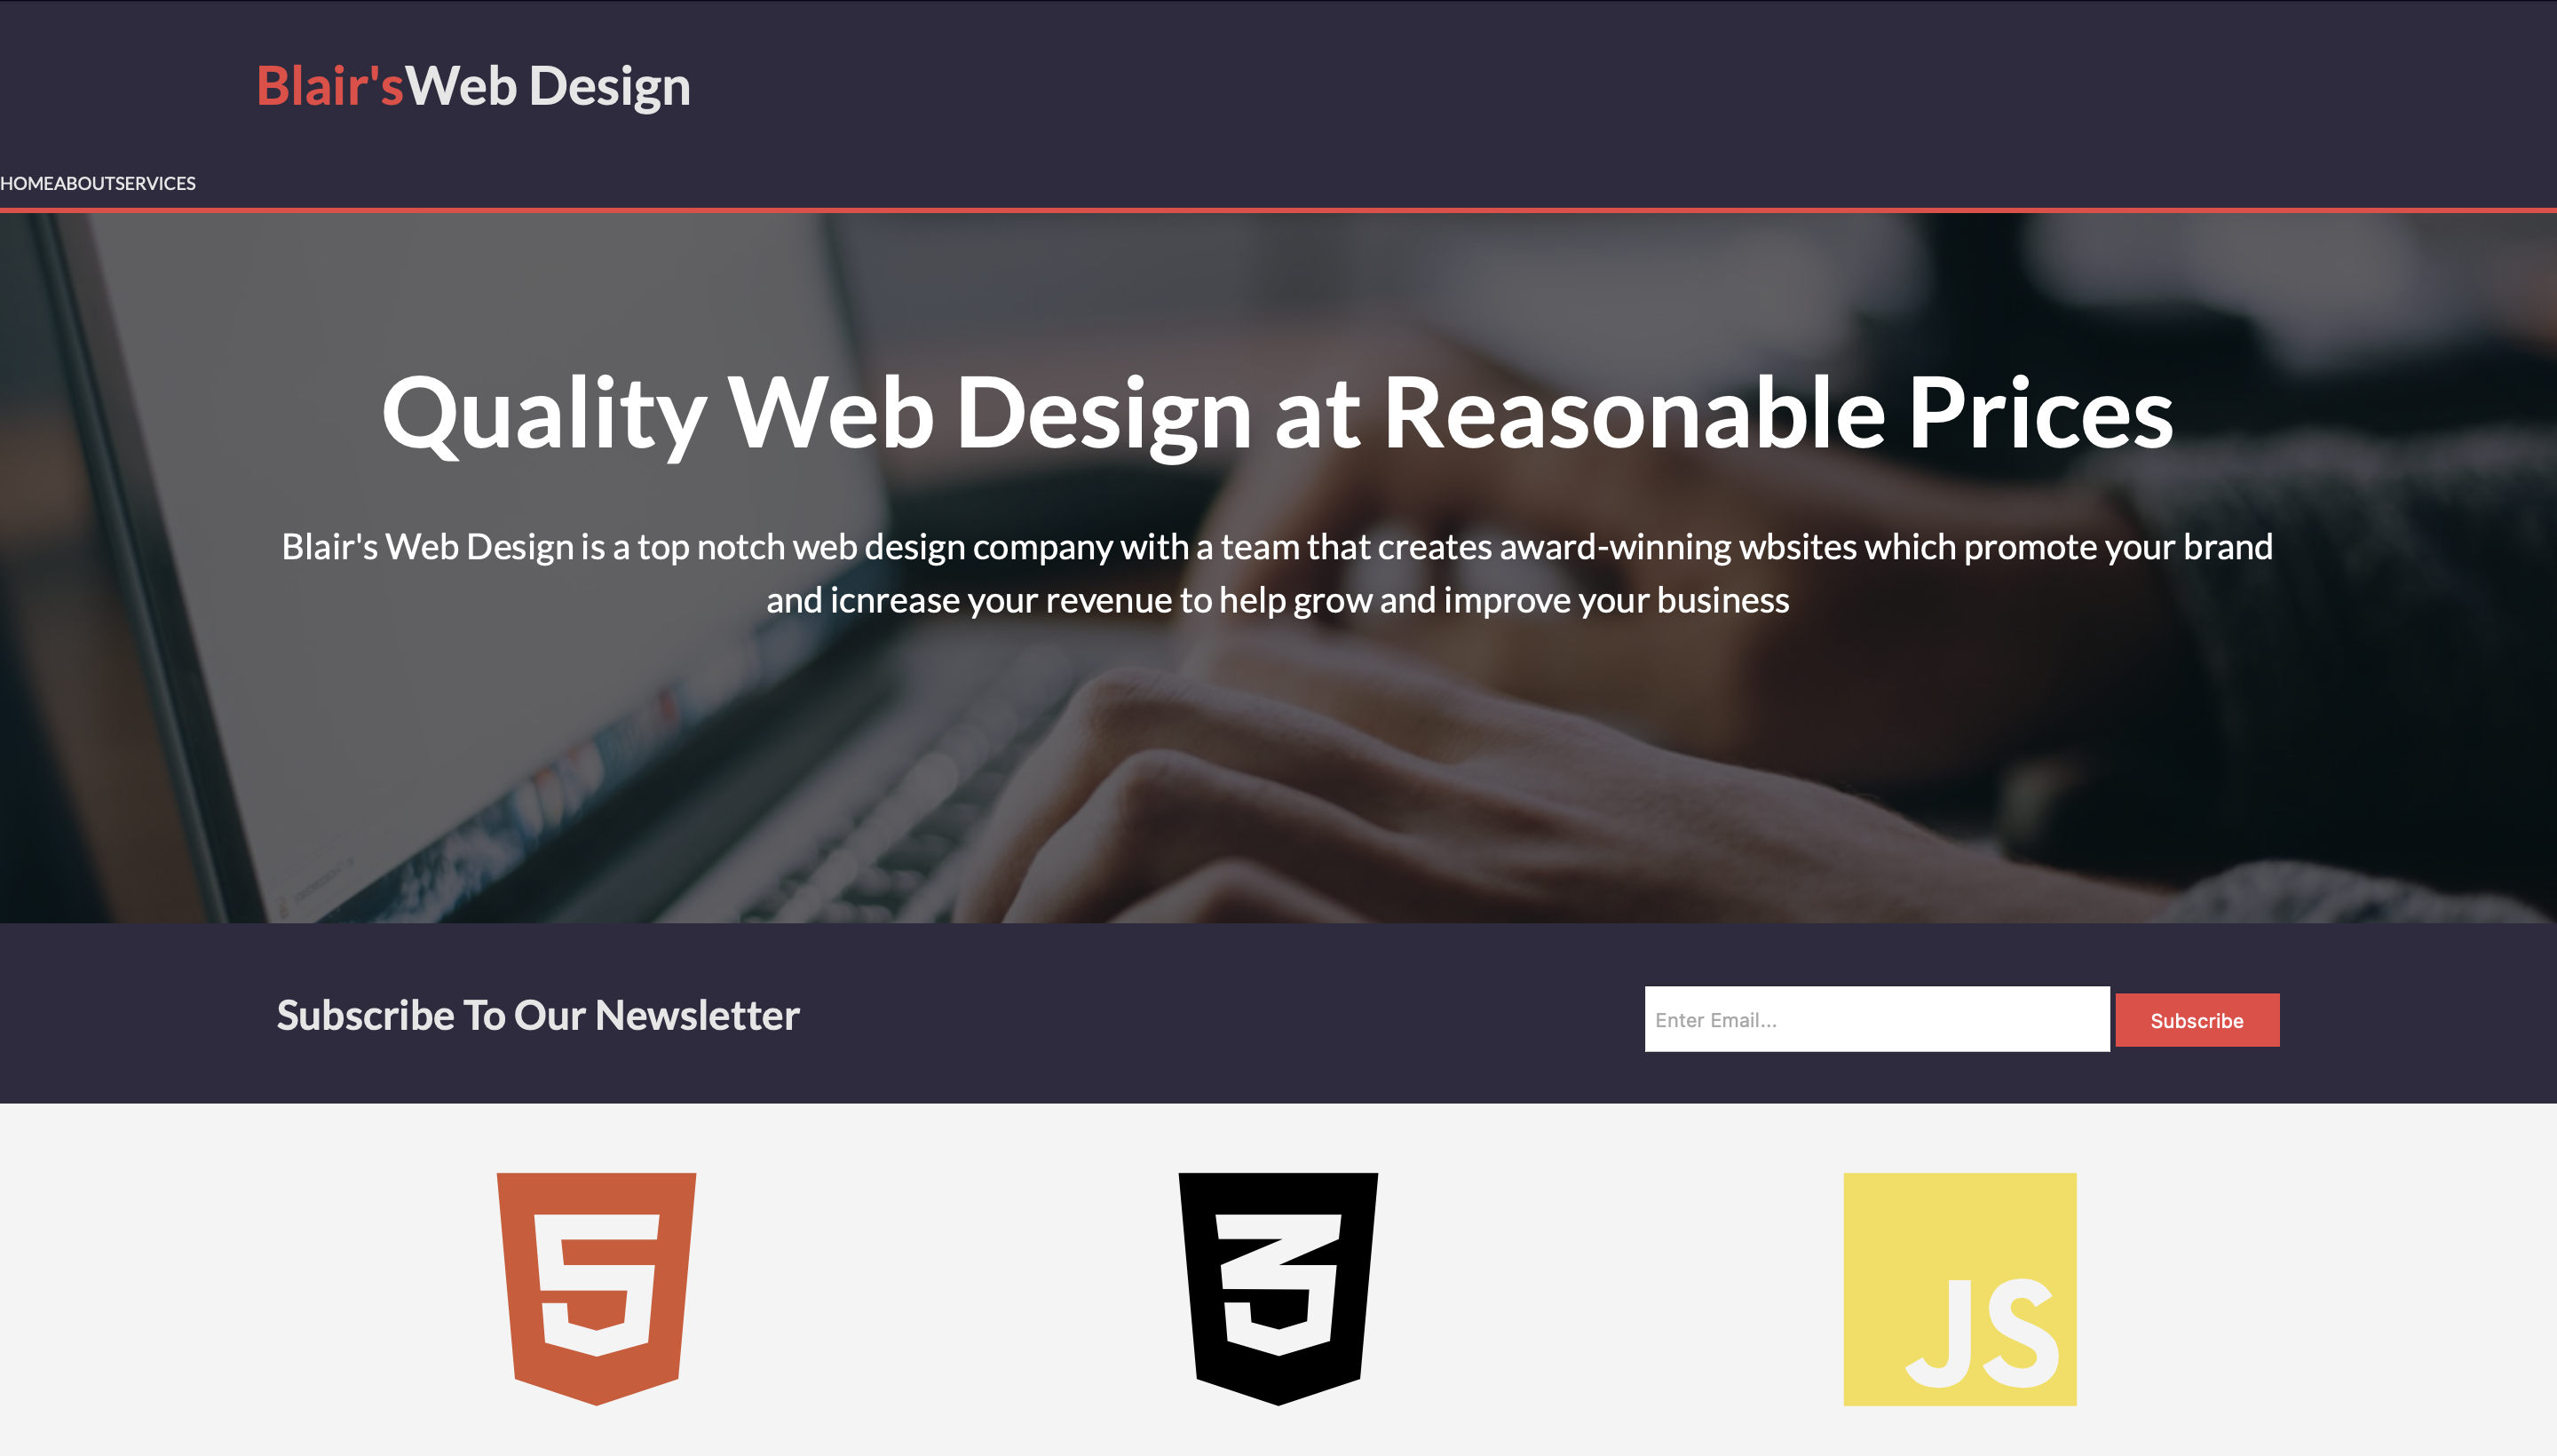 Blair'sWeb Design
HOMEABOUTSERVICES
Quality Web Design at Reasonable Prices
Blair's Web Design is a top notch web design company with a team that creates award-winning wbsites which promote your brand
and icnrease your revenue to help grow and improve your business
Subscribe To Our Newsletter
Enter Email...
Subscribe
5
3
JS